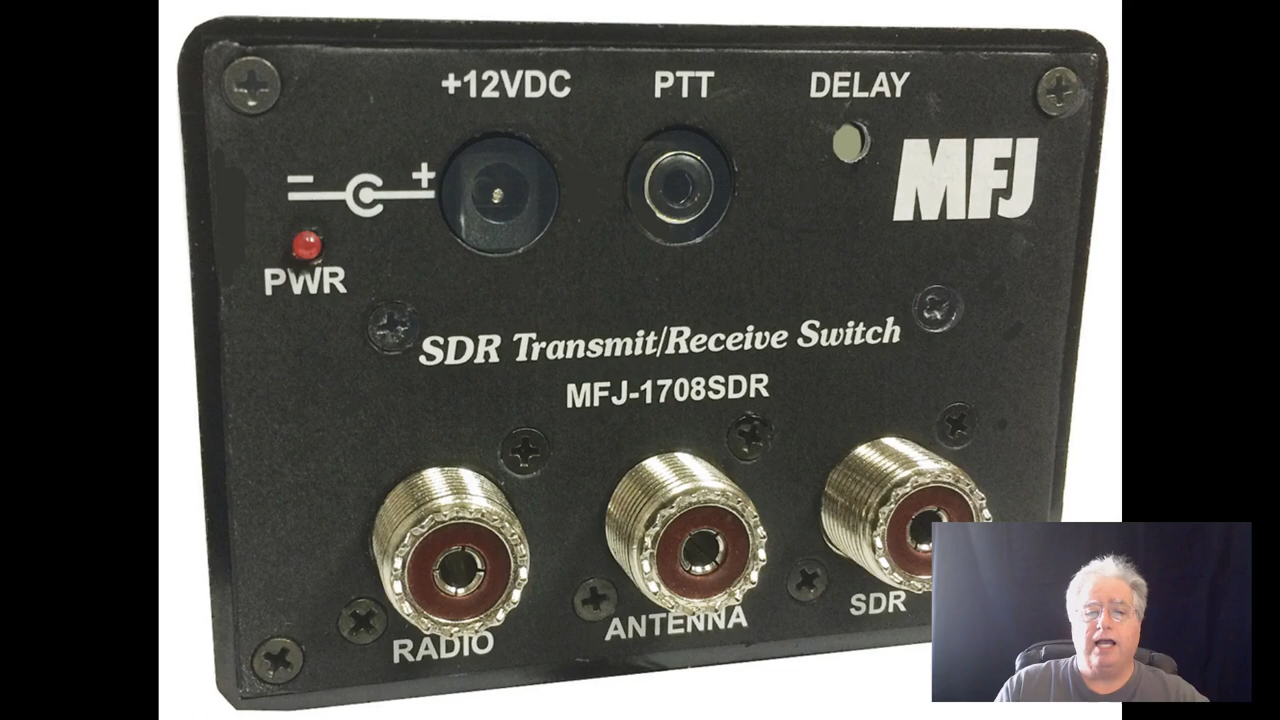 +12VDC
PTT
DELAY
MFJ
− +
PWR
SDR Transmit/Receive Switch
MFJ-1708SDR
RADIO
ANTENNA
SDR